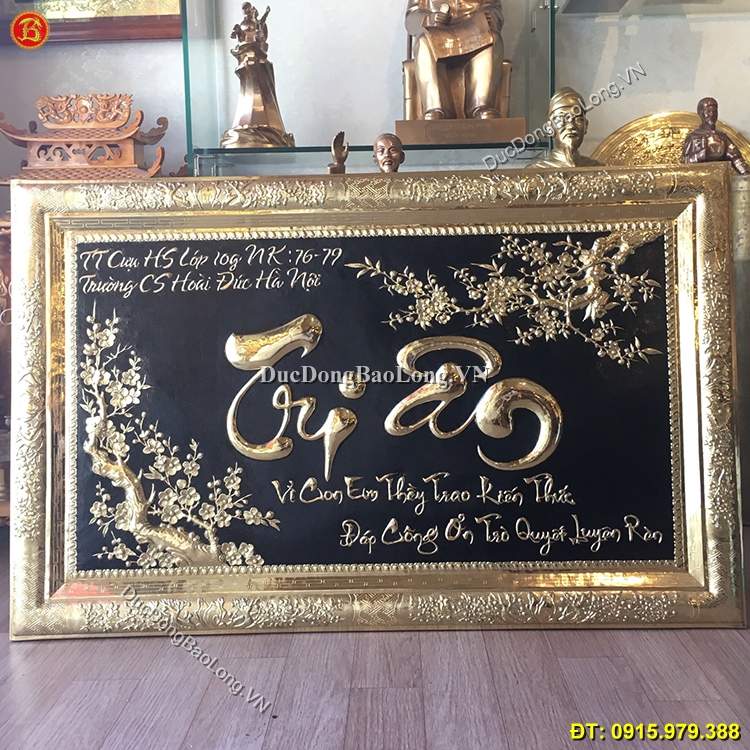 DucDongBaoLong.VN
TT Cựu HS Lớp 10g NK: 76-79
Trường CS Hoài Đức Hà Nội
Tri Ân
DucDongBaoLong.VN
Vì Con Em Thầy Trao Kiến Thức
Đáp Công Ơn Trò Quyết Luyện Rèn
DucDongBaoLong.VN
ĐT: 0915.979.388